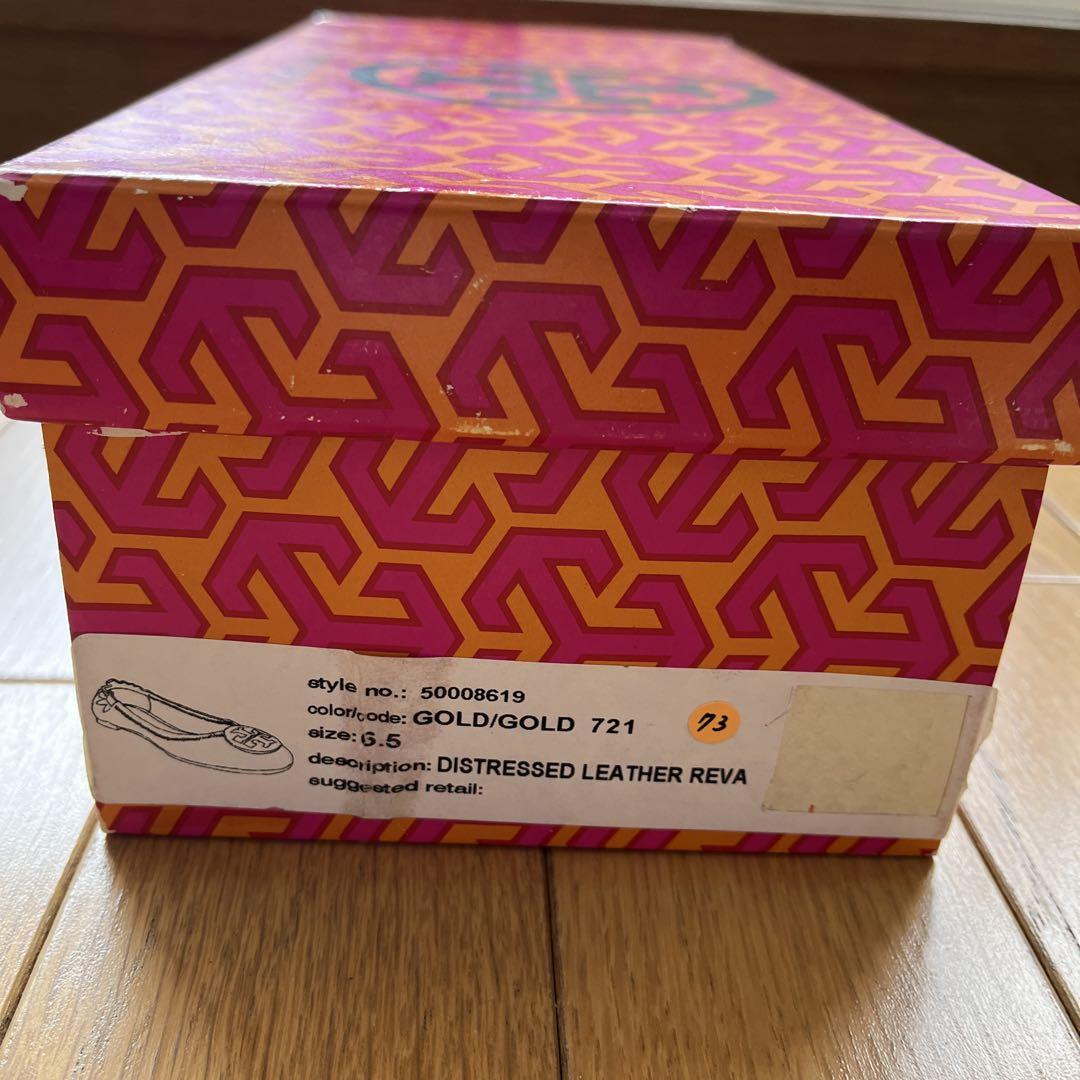 style no.: 50008619
color/code: GOLD/GOLD 721
size: 6.5
description: DISTRESSED LEATHER REVA
suggested retail:
73